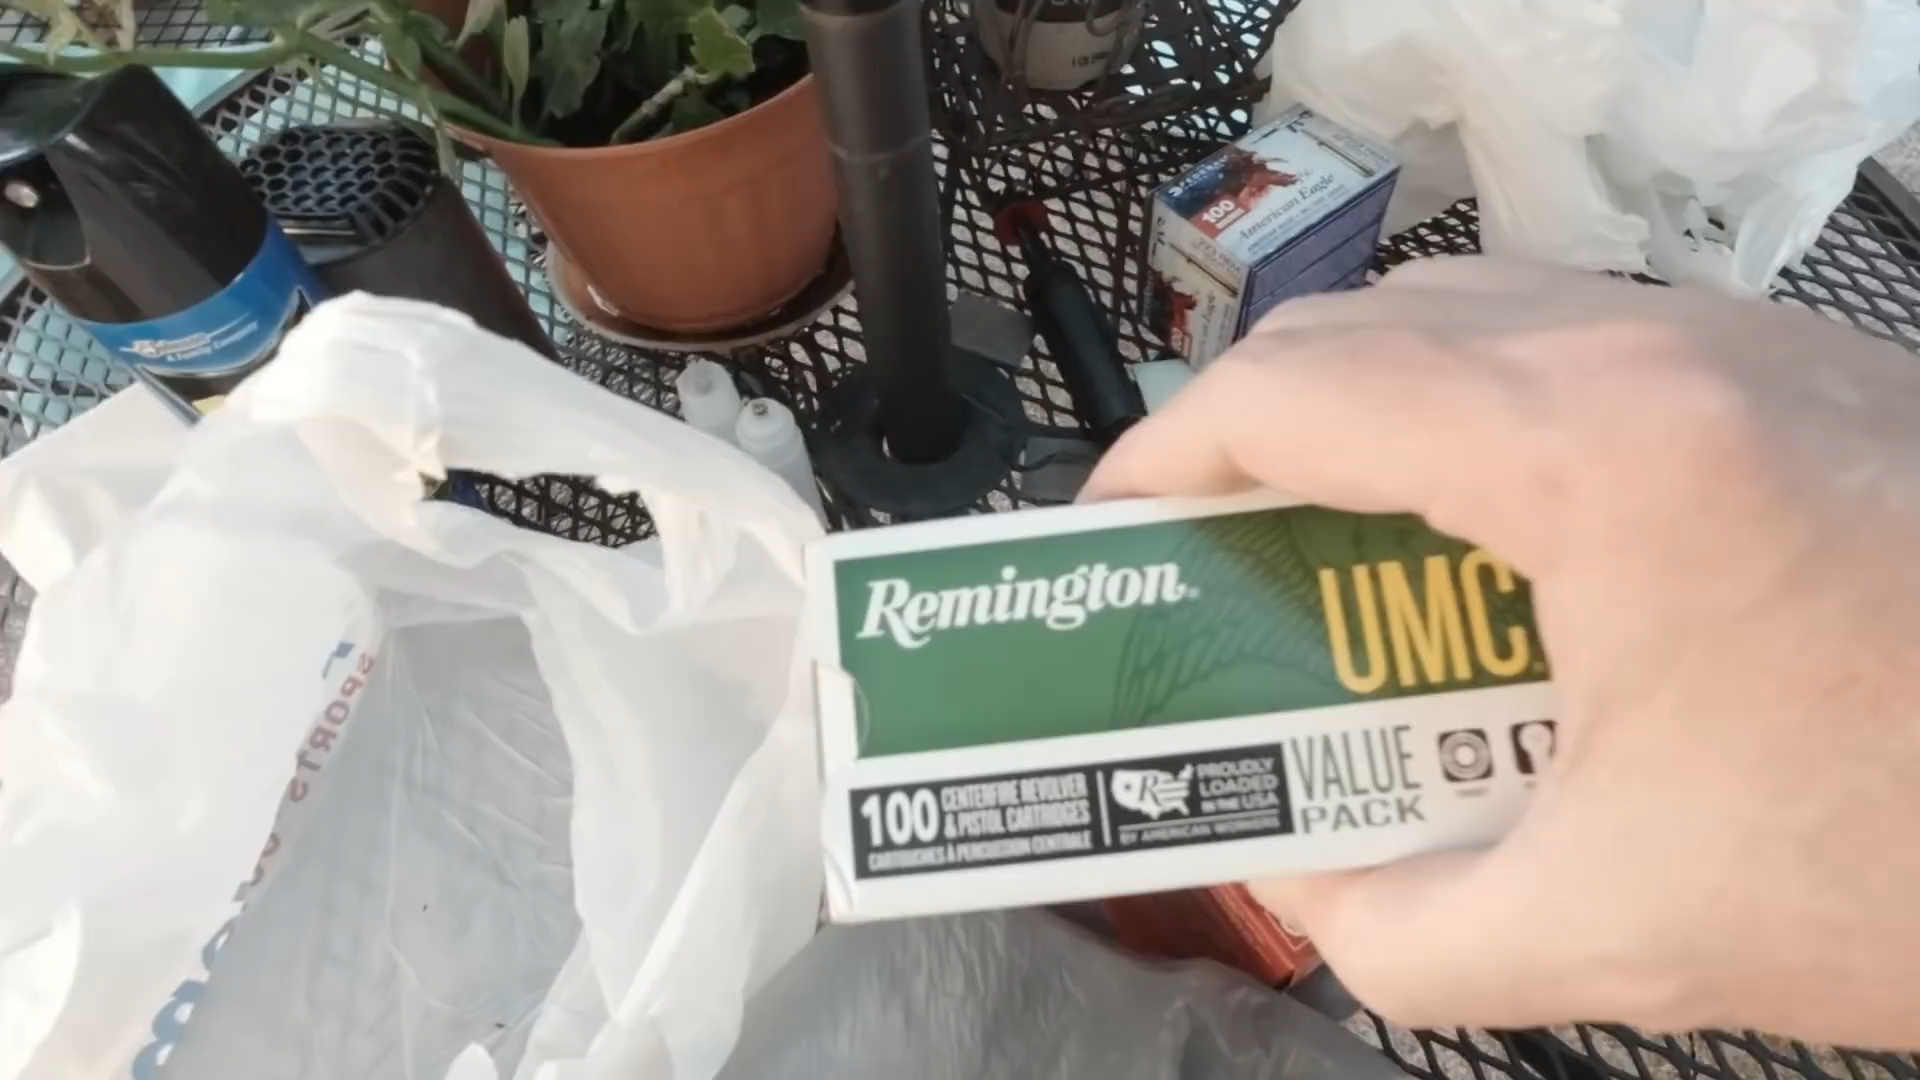 American Eagle
100
Remington
UMC
100 CENTERFIRE REVOLVER
& PISTOL CARTRIDGES
CARTOUCHES À PERCUSSION CENTRALE
PROUDLY
LOADED
IN THE USA
BY AMERICAN WORKERS
VALUE
PACK
SPORTS